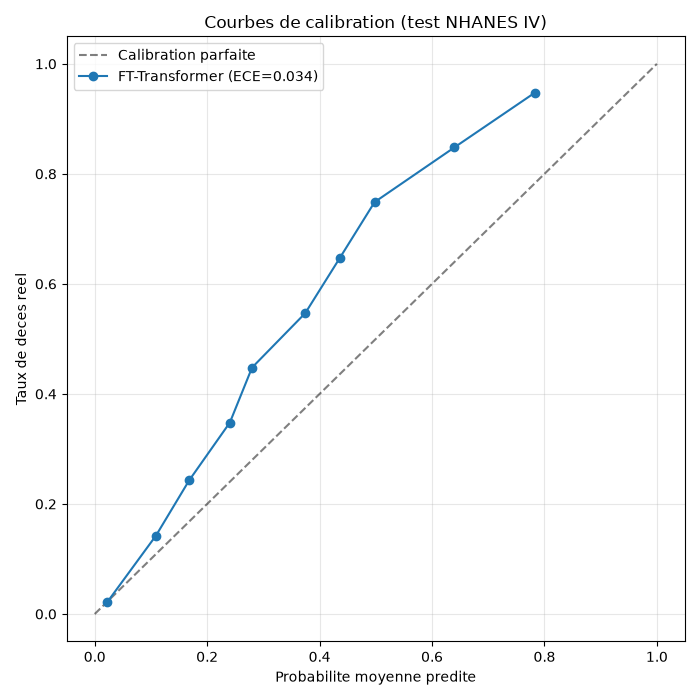 Courbes de calibration (test NHANES IV)
Calibration parfaite
FT-Transformer (ECE=0.034)
Taux de deces reel
1.0
0.8
0.6
0.4
0.2
0.0
0.0 0.2 0.4 0.6 0.8 1.0
Probabilite moyenne predite